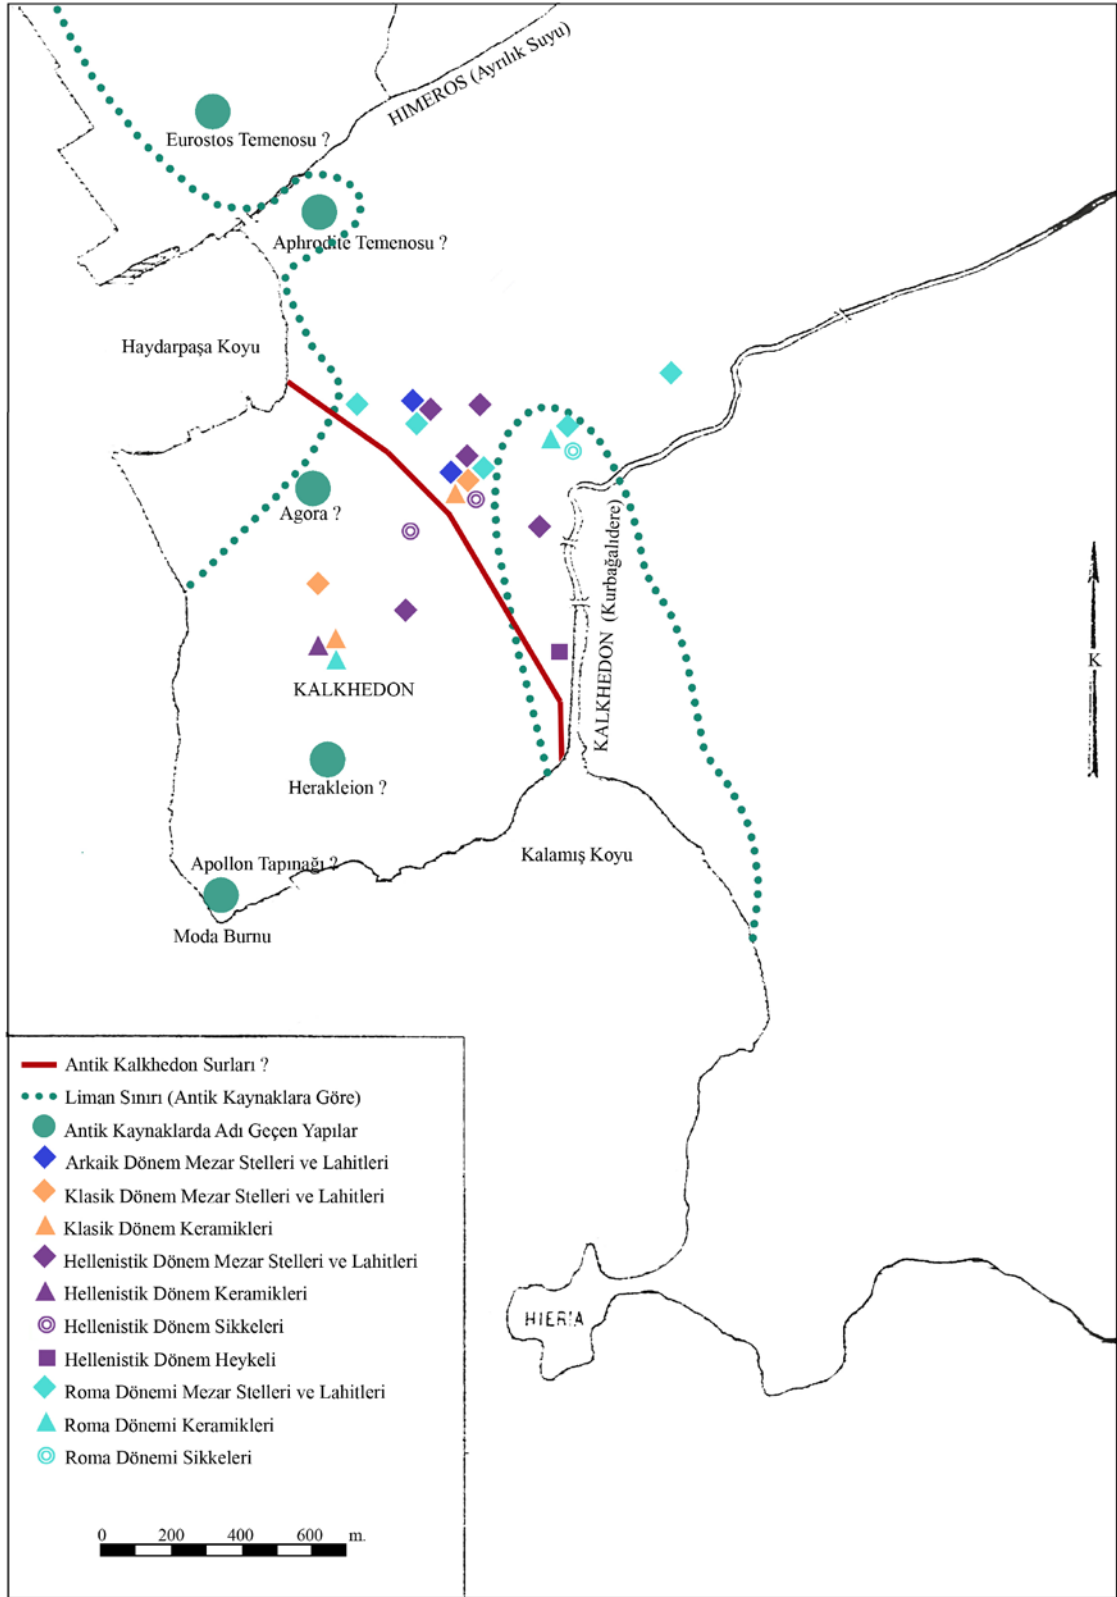 HIMEROS (Ayrılık Suyu)
Eurostos Temenosu ?
Aphrodite Temenosu ?
Haydarpaşa Koyu
Agora ?
KALKHEDON (Kurbağalıdere)
K
KALKHEDON
Herakleion ?
Kalamış Koyu
Apollon Tapınağı ?
Moda Burnu
Antik Kalkhedon Surları ?
Liman Sınırı (Antik Kaynaklara Göre)
Antik Kaynaklarda Adı Geçen Yapılar
Arkaik Dönem Mezar Stelleri ve Lahitleri
Klasik Dönem Mezar Stelleri ve Lahitleri
Klasik Dönem Keramikleri
Hellenistik Dönem Mezar Stelleri ve Lahitleri
Hellenistik Dönem Keramikleri
Hellenistik Dönem Sikkeleri
Hellenistik Dönem Heykeli
Roma Dönemi Mezar Stelleri ve Lahitleri
Roma Dönemi Keramikleri
Roma Dönemi Sikkeleri
HIERIA
0 200 400 600 m.